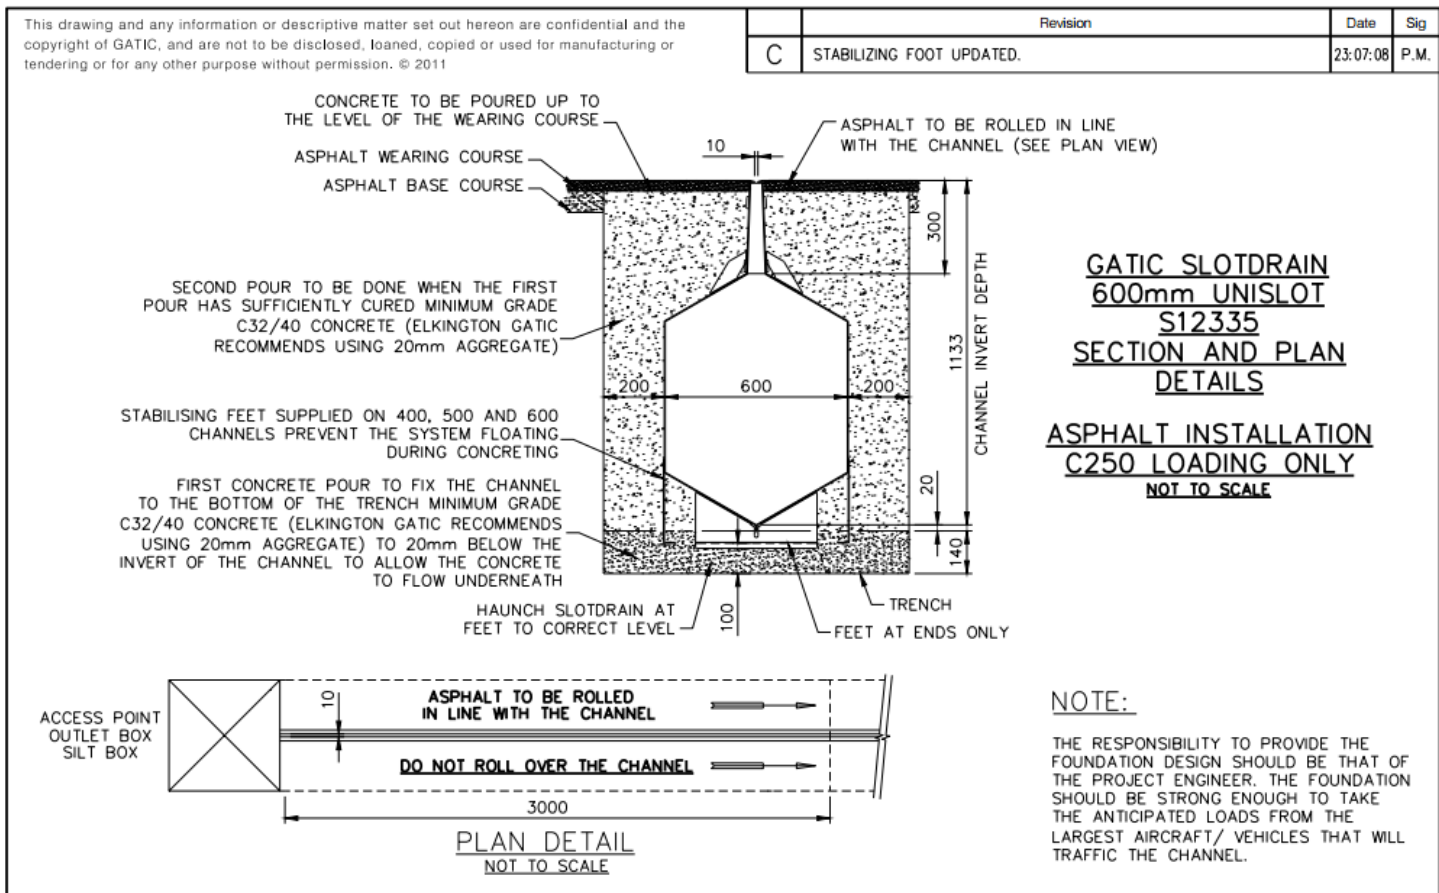 This drawing and any information or descriptive matter set out hereon are confidential and the
copyright of GATIC, and are not to be disclosed, loaned, copied or used for manufacturing or
tendering or for any other purpose without permission. © 2011
Revision
Date
Sig
C
STABILIZING FOOT UPDATED.
23:07:08
P.M.
CONCRETE TO BE POURED UP TO
THE LEVEL OF THE WEARING COURSE
ASPHALT WEARING COURSE
ASPHALT BASE COURSE
10
ASPHALT TO BE ROLLED IN LINE
WITH THE CHANNEL (SEE PLAN VIEW)
300
SECOND POUR TO BE DONE WHEN THE FIRST
POUR HAS SUFFICIENTLY CURED MINIMUM GRADE
C32/40 CONCRETE (ELKINGTON GATIC
RECOMMENDS USING 20mm AGGREGATE)
200
600
200
1133
CHANNEL INVERT DEPTH
GATIC SLOTDRAIN
600mm UNISLOT
S12335
SECTION AND PLAN
DETAILS
ASPHALT INSTALLATION
C250 LOADING ONLY
NOT TO SCALE
STABILISING FEET SUPPLIED ON 400, 500 AND 600
CHANNELS PREVENT THE SYSTEM FLOATING
DURING CONCRETING
FIRST CONCRETE POUR TO FIX THE CHANNEL
TO THE BOTTOM OF THE TRENCH MINIMUM GRADE
C32/40 CONCRETE (ELKINGTON GATIC RECOMMENDS
USING 20mm AGGREGATE) TO 20mm BELOW THE
INVERT OF THE CHANNEL TO ALLOW THE CONCRETE
TO FLOW UNDERNEATH
20
140
HAUNCH SLOTDRAIN AT
FEET TO CORRECT LEVEL
100
TRENCH
FEET AT ENDS ONLY
ACCESS POINT
OUTLET BOX
SILT BOX
10
ASPHALT TO BE ROLLED
IN LINE WITH THE CHANNEL
DO NOT ROLL OVER THE CHANNEL
3000
PLAN DETAIL
NOT TO SCALE
NOTE:
THE RESPONSIBILITY TO PROVIDE THE
FOUNDATION DESIGN SHOULD BE THAT OF
THE PROJECT ENGINEER. THE FOUNDATION
SHOULD BE STRONG ENOUGH TO TAKE
THE ANTICIPATED LOADS FROM THE
LARGEST AIRCRAFT/ VEHICLES THAT WILL
TRAFFIC THE CHANNEL.